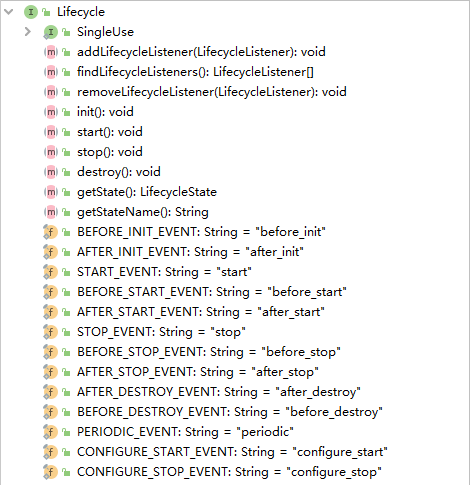 Lifecycle
SingleUse
addLifecycleListener(LifecycleListener): void
findLifecycleListeners(): LifecycleListener[]
removeLifecycleListener(LifecycleListener): void
init(): void
start(): void
stop(): void
destroy(): void
getState(): LifecycleState
getStateName(): String
BEFORE_INIT_EVENT: String = "before_init"
AFTER_INIT_EVENT: String = "after_init"
START_EVENT: String = "start"
BEFORE_START_EVENT: String = "before_start"
AFTER_START_EVENT: String = "after_start"
STOP_EVENT: String = "stop"
BEFORE_STOP_EVENT: String = "before_stop"
AFTER_STOP_EVENT: String = "after_stop"
AFTER_DESTROY_EVENT: String = "after_destroy"
BEFORE_DESTROY_EVENT: String = "before_destroy"
PERIODIC_EVENT: String = "periodic"
CONFIGURE_START_EVENT: String = "configure_start"
CONFIGURE_STOP_EVENT: String = "configure_stop"